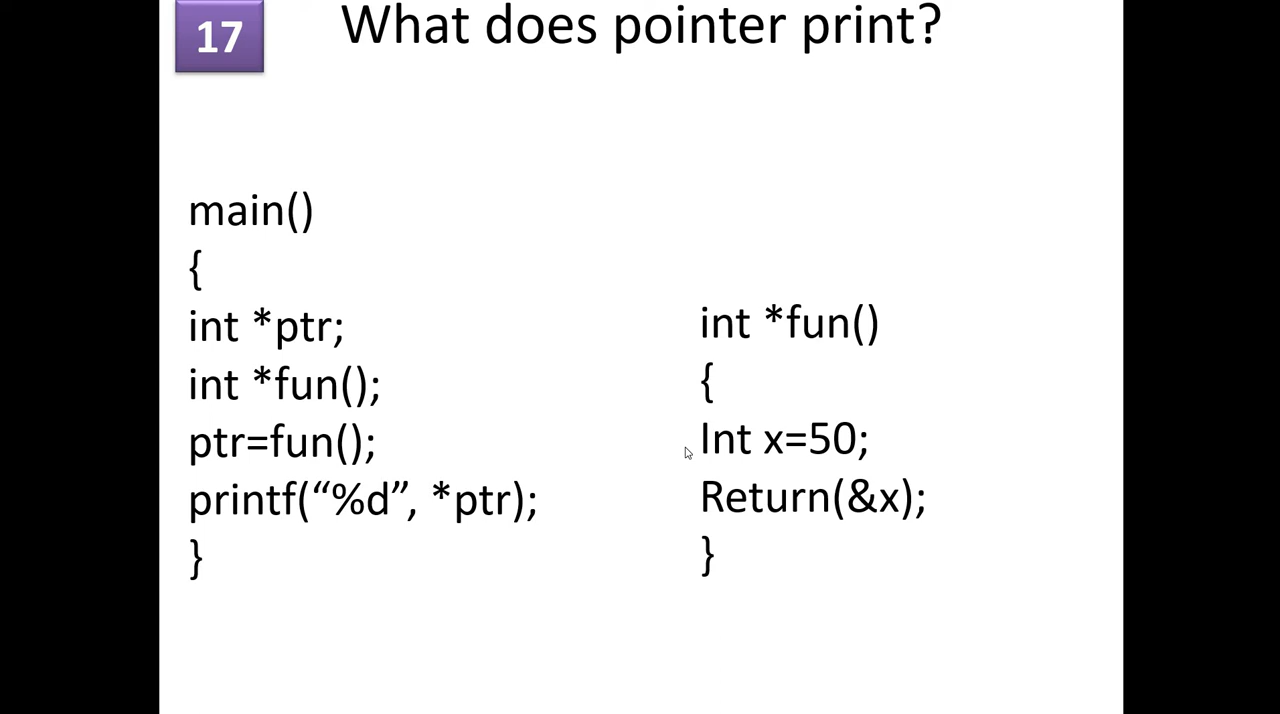 17
What does pointer print?
main()
{
int *ptr;
int *fun();
ptr=fun();
printf(“%d”, *ptr);
}
int *fun()
{
Int x=50;
Return(&x);
}